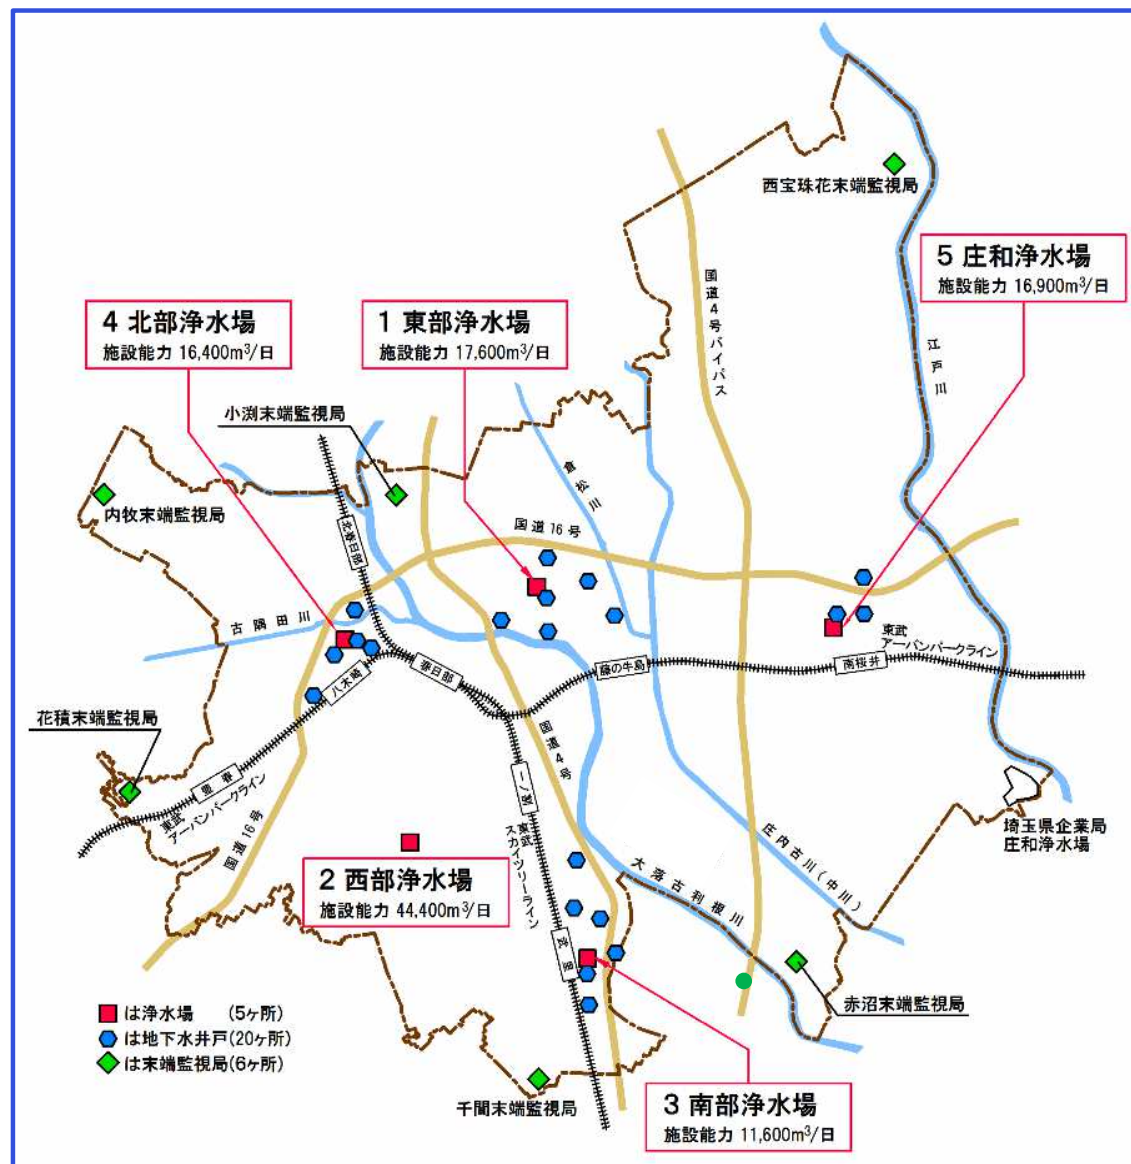 西宝珠花末端監視局
5 庄和浄水場
施設能力 16,900m³/日
国道4号バイパス
江戸川
4 北部浄水場
施設能力 16,400m³/日
1 東部浄水場
施設能力 17,600m³/日
小渕末端監視局
倉松川
内牧末端監視局
北春日部
国道16号
古隅田川
東武
アーバンパークライン
藤の牛島
南桜井
春日部
八木崎
花積末端監視局
国道4号
豊春
東武
アーバンパークライン
一ノ割
東武
スカイツリーライン
国道16号
埼玉県企業局
庄和浄水場
庄内古川(中川)
大落古利根川
2 西部浄水場
施設能力 44,400m³/日
武里
赤沼末端監視局
は浄水場 (5ヶ所)
は地下水井戸(20ヶ所)
は末端監視局(6ヶ所)
千間末端監視局
3 南部浄水場
施設能力 11,600m³/日